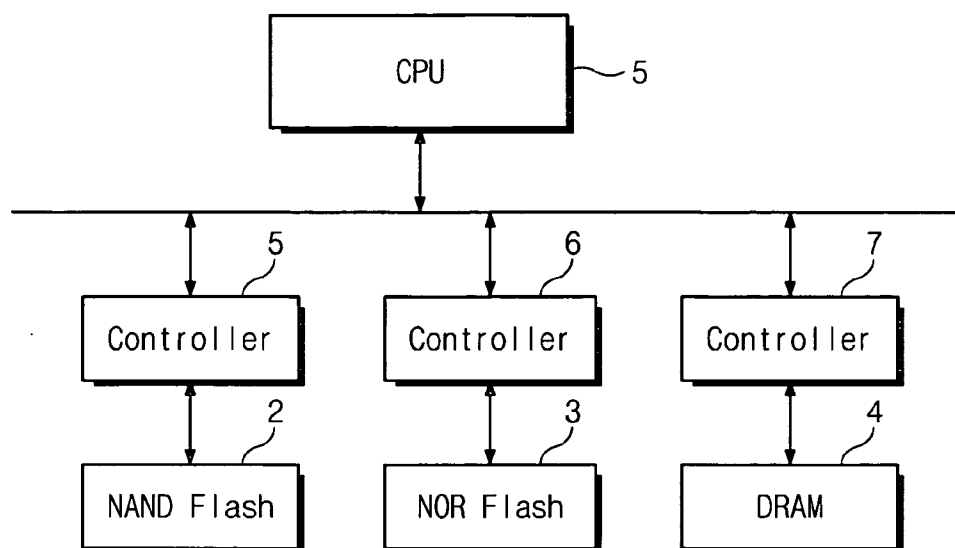 CPU
5
5
6
7
Controller
Controller
Controller
2
3
4
NAND Flash
NOR Flash
DRAM